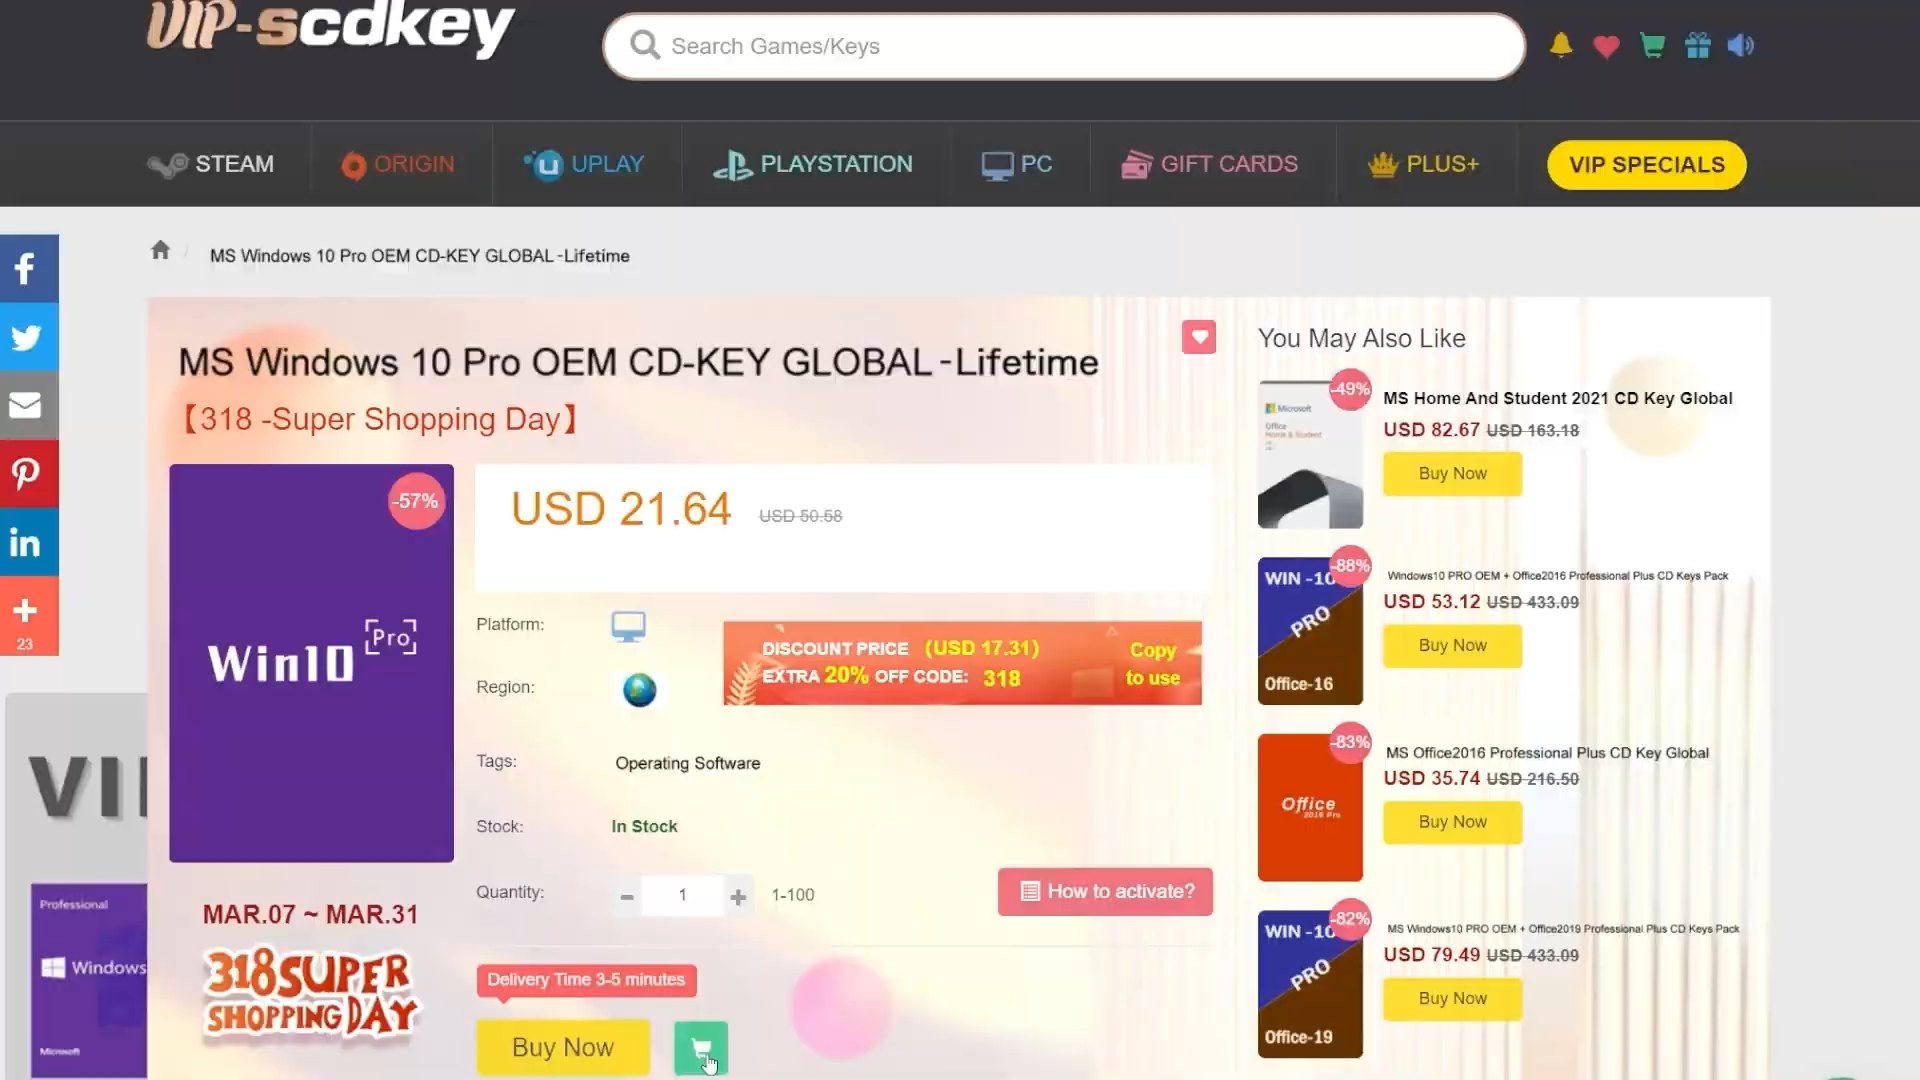 VIP-scdkey
Search Games/Keys
STEAM
ORIGIN
UPLAY
PLAYSTATION
PC
GIFT CARDS
PLUS+
VIP SPECIALS
MS Windows 10 Pro OEM CD-KEY GLOBAL -Lifetime
23
MS Windows 10 Pro OEM CD-KEY GLOBAL -Lifetime
【318 -Super Shopping Day】
-57%
Win10 [Pro]
USD 21.64 USD 50.58
Platform:
DISCOUNT PRICE (USD 17.31)
EXTRA 20% OFF CODE: 318
Copy
to use
Region:
Tags:
Operating Software
Stock:
In Stock
Quantity:
1
1-100
How to activate?
MAR.07 ~ MAR.31
318 SUPER
SHOPPING DAY
Delivery Time 3-5 minutes
Buy Now
VI
Professional
Windows
Microsoft
You May Also Like
-49%
Microsoft
Office
Home & Student
MS Home And Student 2021 CD Key Global
USD 82.67 USD 163.18
Buy Now
-88%
WIN -10
PRO
Office-16
Windows10 PRO OEM + Office2016 Professional Plus CD Keys Pack
USD 53.12 USD 433.09
Buy Now
-83%
Office
2016 Pro
MS Office2016 Professional Plus CD Key Global
USD 35.74 USD 216.50
Buy Now
-82%
WIN -10
PRO
Office-19
MS Windows10 PRO OEM + Office2019 Professional Plus CD Keys Pack
USD 79.49 USD 433.09
Buy Now